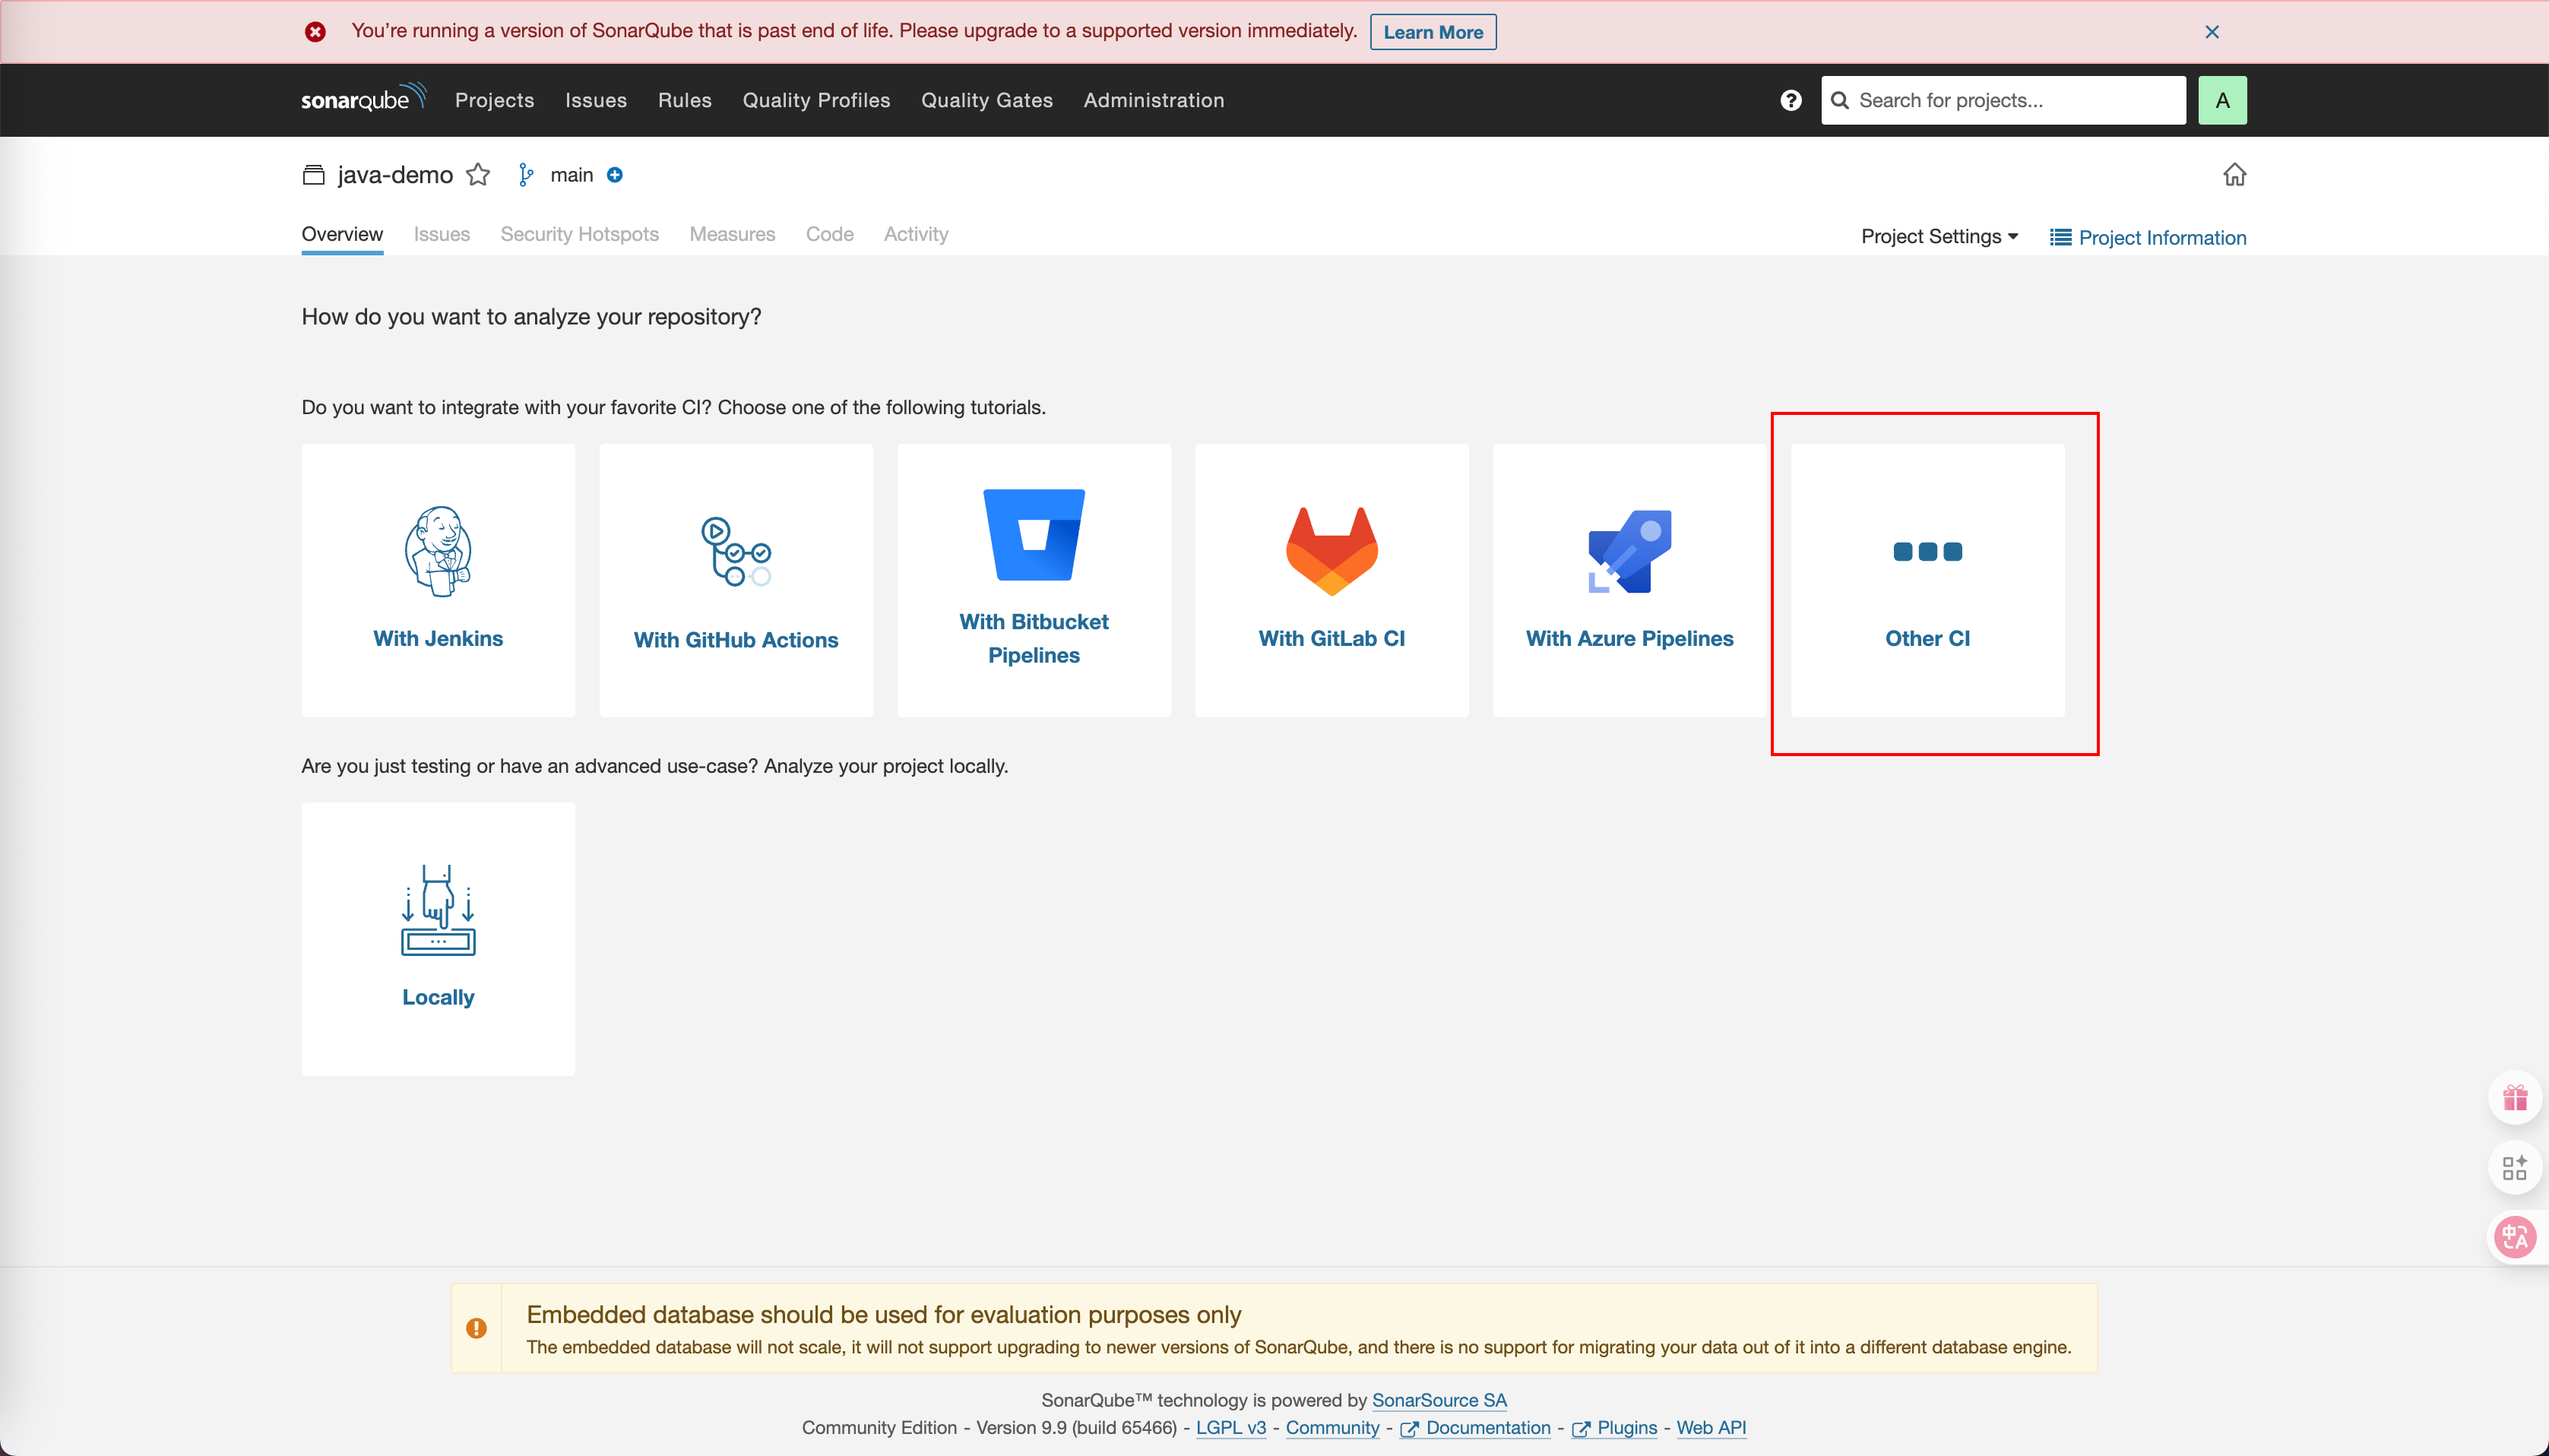 You're running a version of SonarQube that is past end of life. Please upgrade to a supported version immediately. Learn More
sonarqube Projects Issues Rules Quality Profiles Quality Gates Administration ? Search for projects... A
java-demo main
Overview Issues Security Hotspots Measures Code Activity Project Settings Project Information
How do you want to analyze your repository?
Do you want to integrate with your favorite CI? Choose one of the following tutorials.
With Jenkins
With GitHub Actions
With Bitbucket
Pipelines
With GitLab CI
With Azure Pipelines
Other CI
Are you just testing or have an advanced use-case? Analyze your project locally.
Locally
中A
Embedded database should be used for evaluation purposes only
The embedded database will not scale, it will not support upgrading to newer versions of SonarQube, and there is no support for migrating your data out of it into a different database engine.
SonarQube™ technology is powered by SonarSource SA
Community Edition - Version 9.9 (build 65466) - LGPL v3 - Community - Documentation - Plugins - Web API